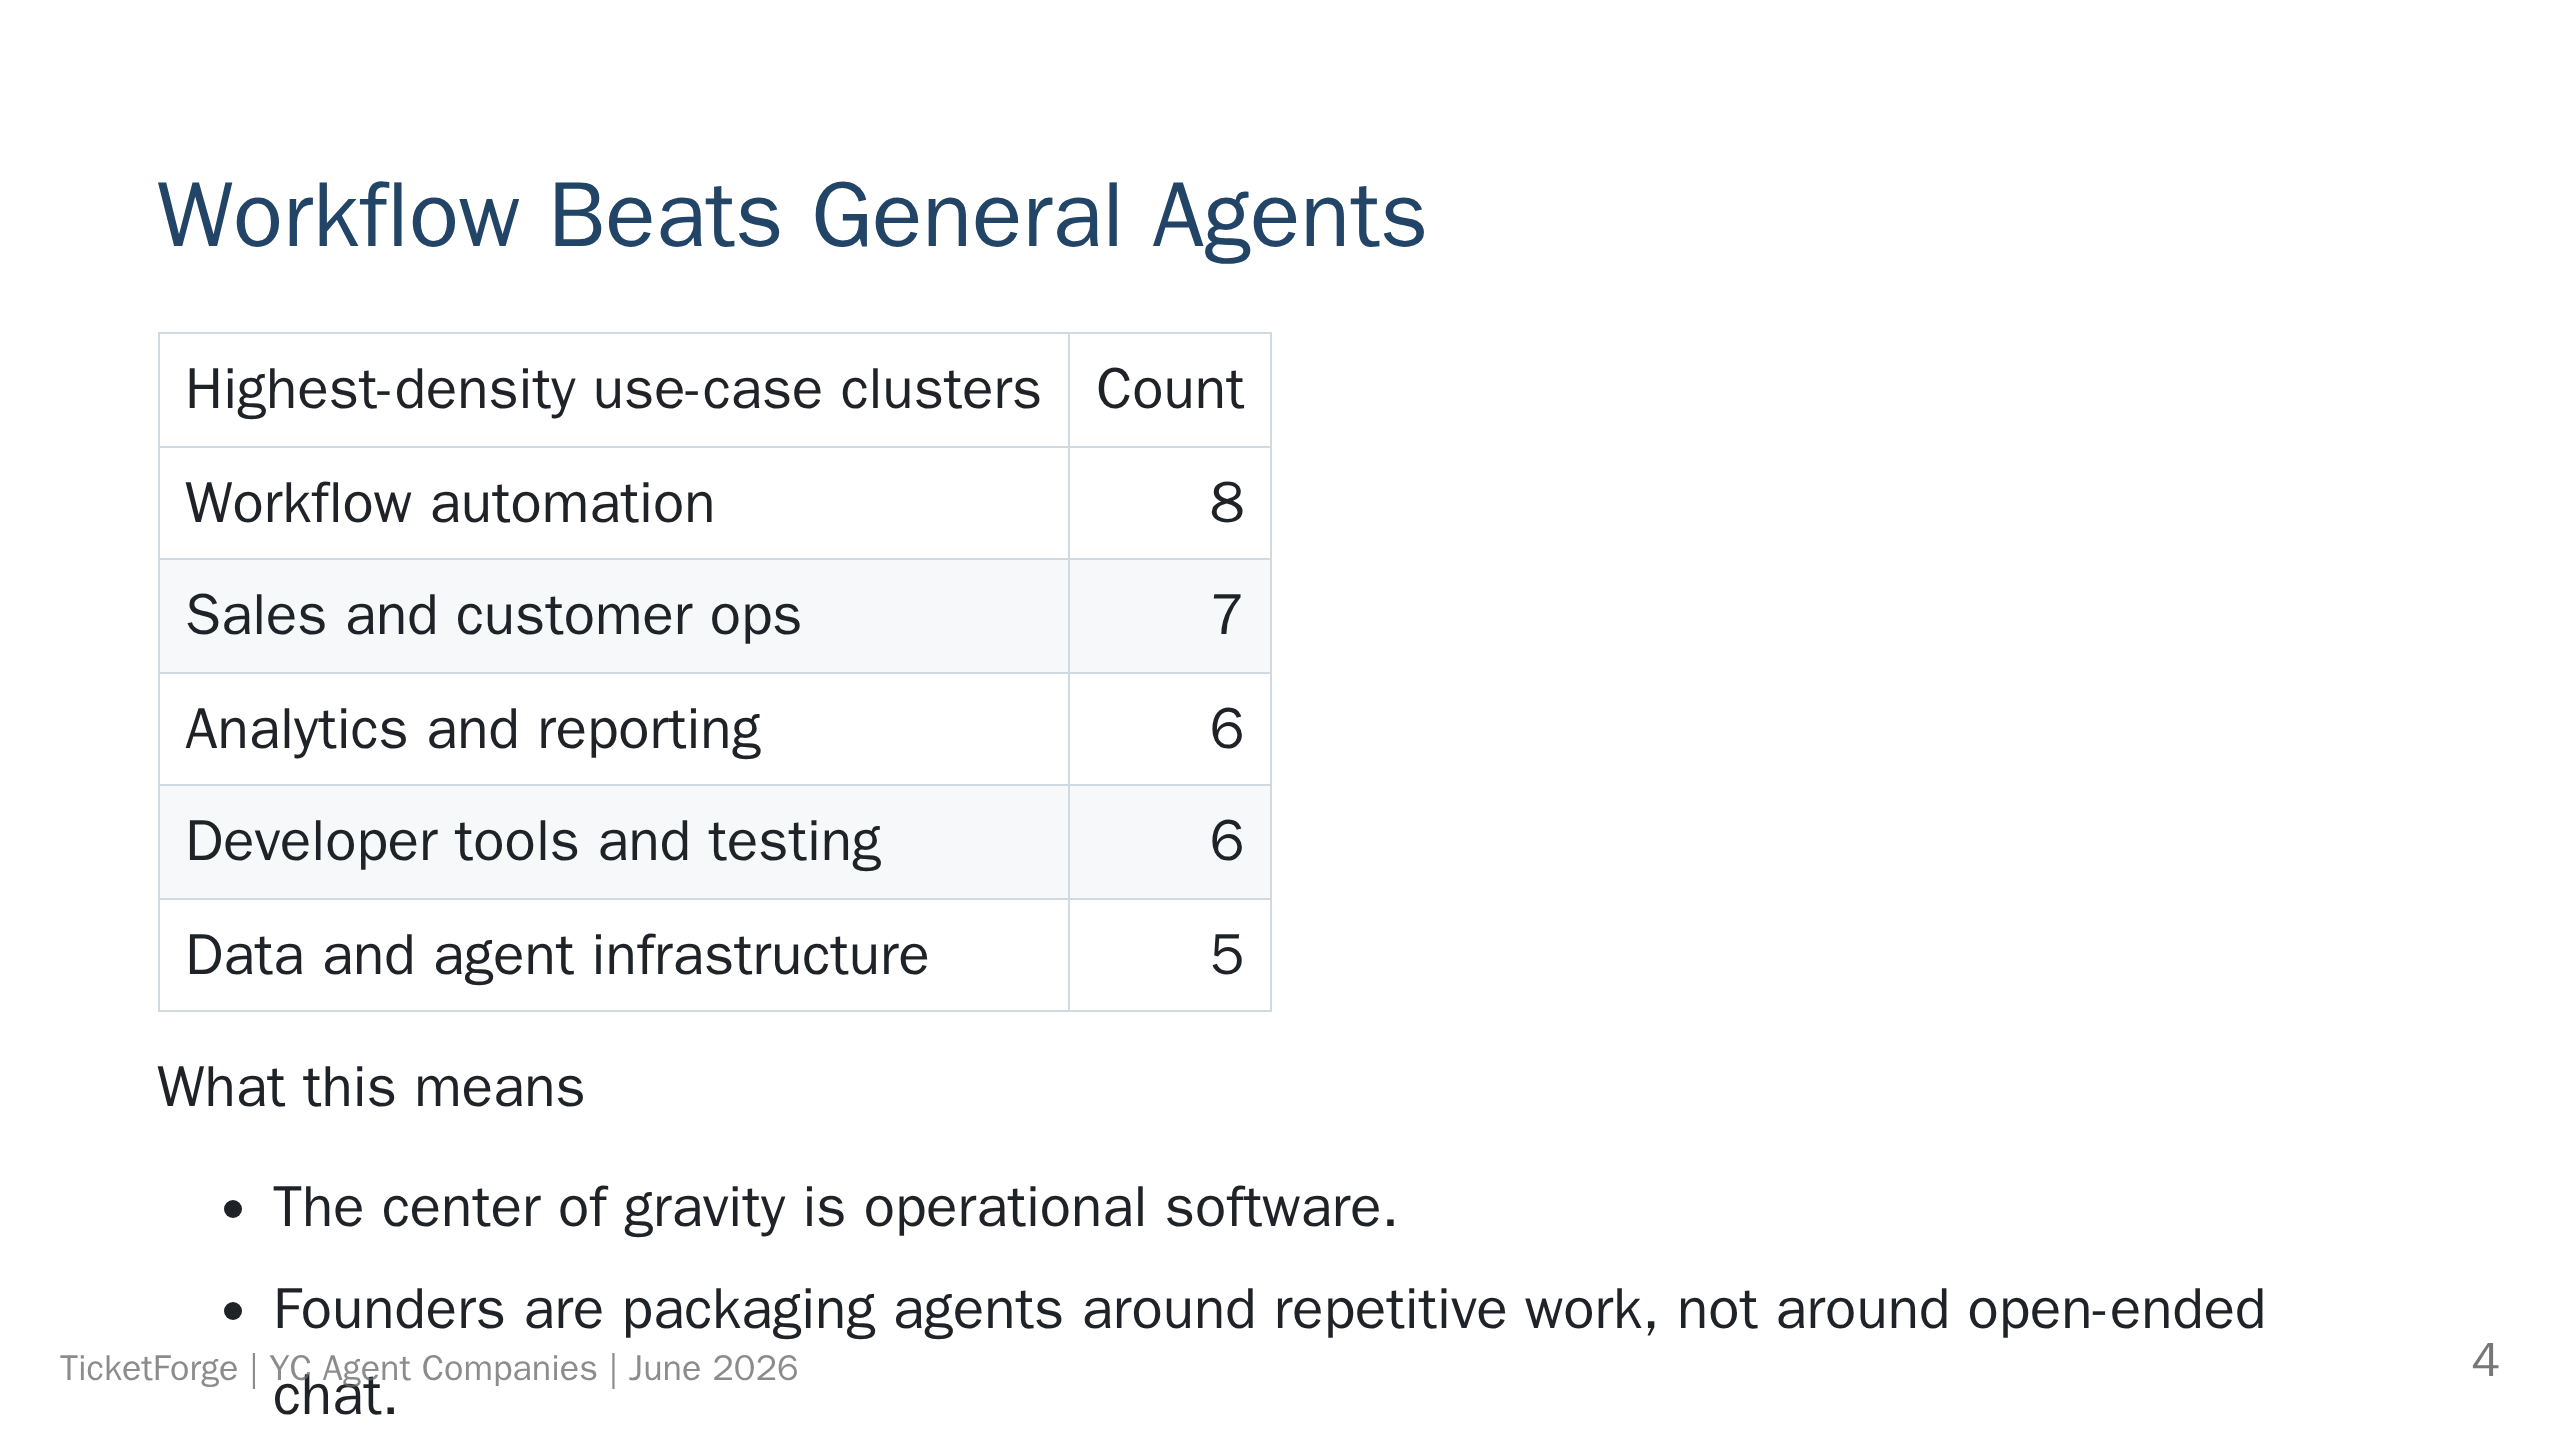 Workflow Beats General Agents
Highest-density use-case clusters Count
Workflow automation 8
Sales and customer ops 7
Analytics and reporting 6
Developer tools and testing 6
Data and agent infrastructure 5
What this means
• The center of gravity is operational software.
• Founders are packaging agents around repetitive work, not around open-ended
chat.
TicketForge | YC Agent Companies | June 2026
4